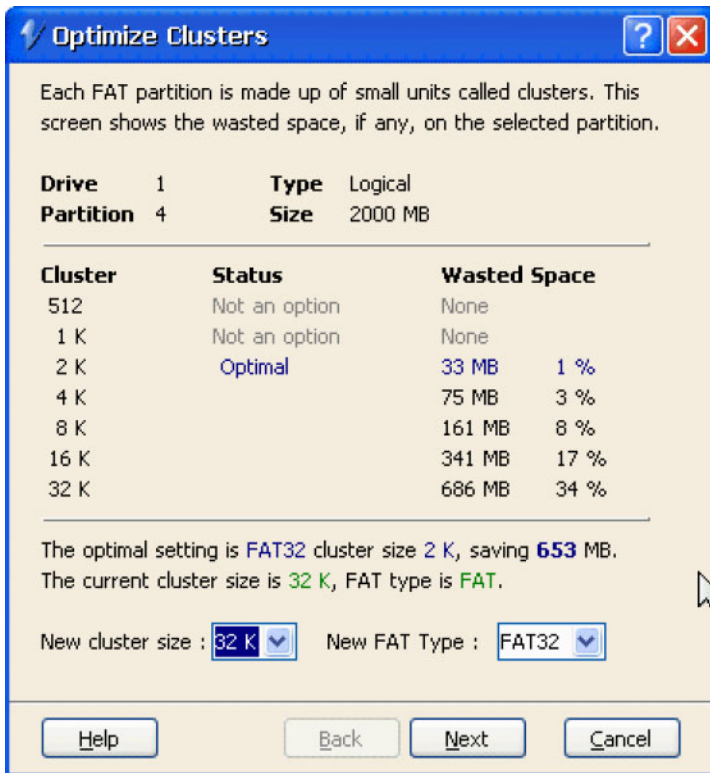 Optimize Clusters
Each FAT partition is made up of small units called clusters. This
screen shows the wasted space, if any, on the selected partition.
Drive 1 Type Logical
Partition 4 Size 2000 MB
Cluster Status Wasted Space
512 Not an option None
1 K Not an option None
2 K Optimal 33 MB 1 %
4 K 75 MB 3 %
8 K 161 MB 8 %
16 K 341 MB 17 %
32 K 686 MB 34 %
The optimal setting is FAT32 cluster size 2 K, saving 653 MB.
The current cluster size is 32 K, FAT type is FAT.
New cluster size : 32 K New FAT Type : FAT32
Help Back Next Cancel